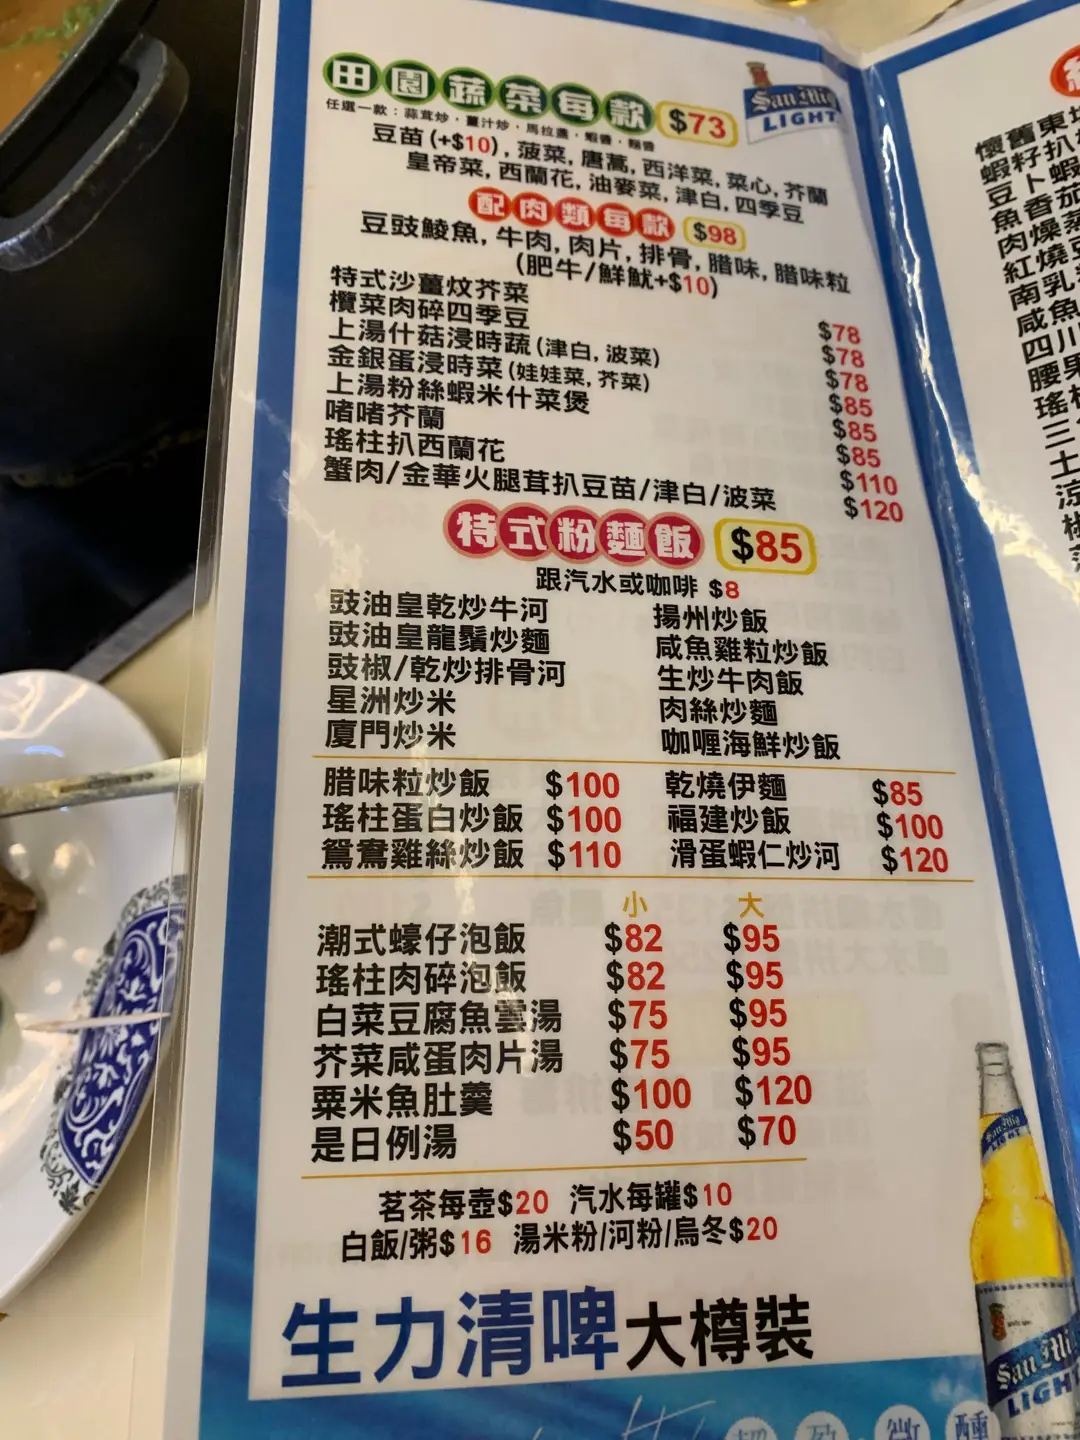 田園蔬菜每款 $73
San Mig
LIGHT
任選一款：蒜茸炒・薑汁炒・馬拉盞・蝦醬・麵醬
豆苗(+$10), 菠菜, 唐蒿, 西洋菜, 菜心, 芥蘭
皇帝菜, 西蘭花, 油麥菜, 津白, 四季豆
配肉類每款 $98
豆豉鯪魚, 牛肉, 肉片, 排骨, 腊味, 腊味粒
(肥牛/鮮魷+$10)
特式沙薑炆芥菜 $78
欖菜肉碎四季豆 $78
上湯什菇浸時蔬(津白, 波菜) $78
金銀蛋浸時菜(娃娃菜, 芥菜) $85
上湯粉絲蝦米什菜煲 $85
啫啫芥蘭 $85
瑤柱扒西蘭花 $110
蟹肉/金華火腿茸扒豆苗/津白/波菜 $120
特式粉麵飯 $85
跟汽水或咖啡 $8
豉油皇乾炒牛河 揚州炒飯
豉油皇龍鬚炒麵 咸魚雞粒炒飯
豉椒/乾炒排骨河 生炒牛肉飯
星洲炒米 肉絲炒麵
廈門炒米 咖喱海鮮炒飯
腊味粒炒飯 $100 乾燒伊麵 $85
瑤柱蛋白炒飯 $100 福建炒飯 $100
鴛鴦雞絲炒飯 $110 滑蛋蝦仁炒河 $120
小 大
潮式蠔仔泡飯 $82 $95
瑤柱肉碎泡飯 $82 $95
白菜豆腐魚雲湯 $75 $95
芥菜咸蛋肉片湯 $75 $95
粟米魚肚羹 $100 $120
是日例湯 $50 $70
茗茶每壺$20 汽水每罐$10
白飯/粥$16 湯米粉/河粉/烏冬$20
生力清啤大樽裝
San Mi
LIGH
懷舊東
蝦籽扒
豆卜蝦
魚香茄
肉燥蒸
紅燒豆
南乳
咸魚
四川
腰果
瑤柱
三
土
涼
椒